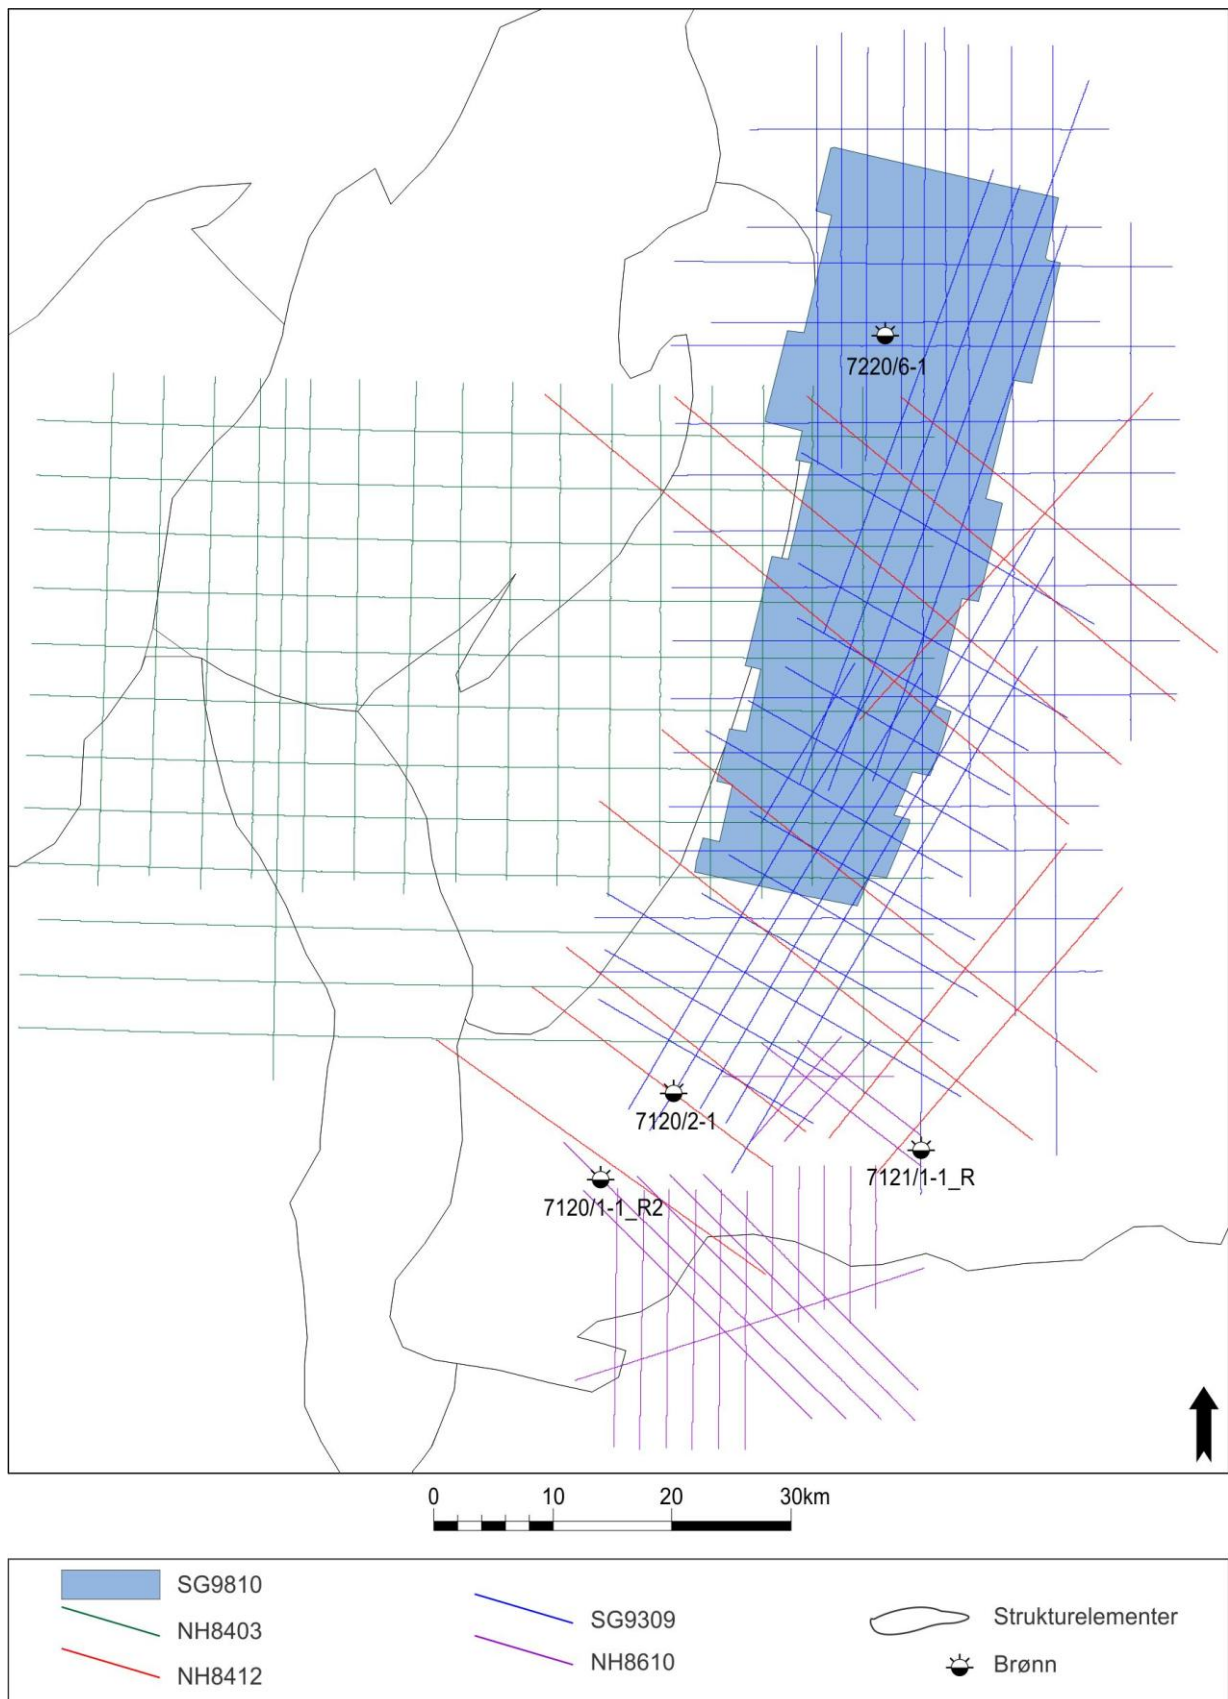 7220/6-1
7120/2-1
7121/1-1_R
7120/1-1_R2
0 10 20 30km
SG9810
NH8403
NH8412
SG9309
NH8610
Strukturelementer
Brønn